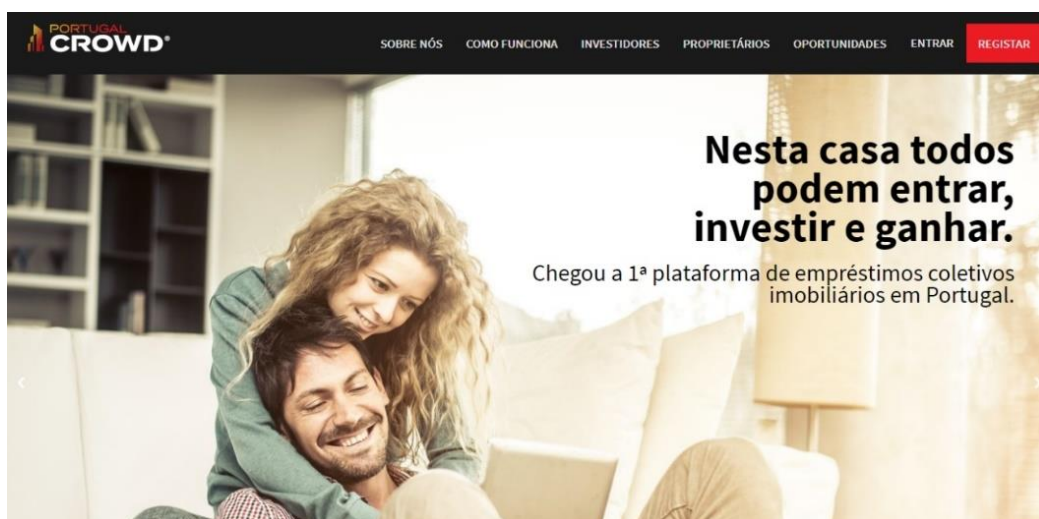 PORTUGAL
CROWD®
SOBRE NÓS COMO FUNCIONA INVESTIDORES PROPRIETÁRIOS OPORTUNIDADES ENTRAR REGISTAR
Nesta casa todos
podem entrar,
investir e ganhar.
Chegou a 1ª plataforma de empréstimos coletivos
imobiliários em Portugal.